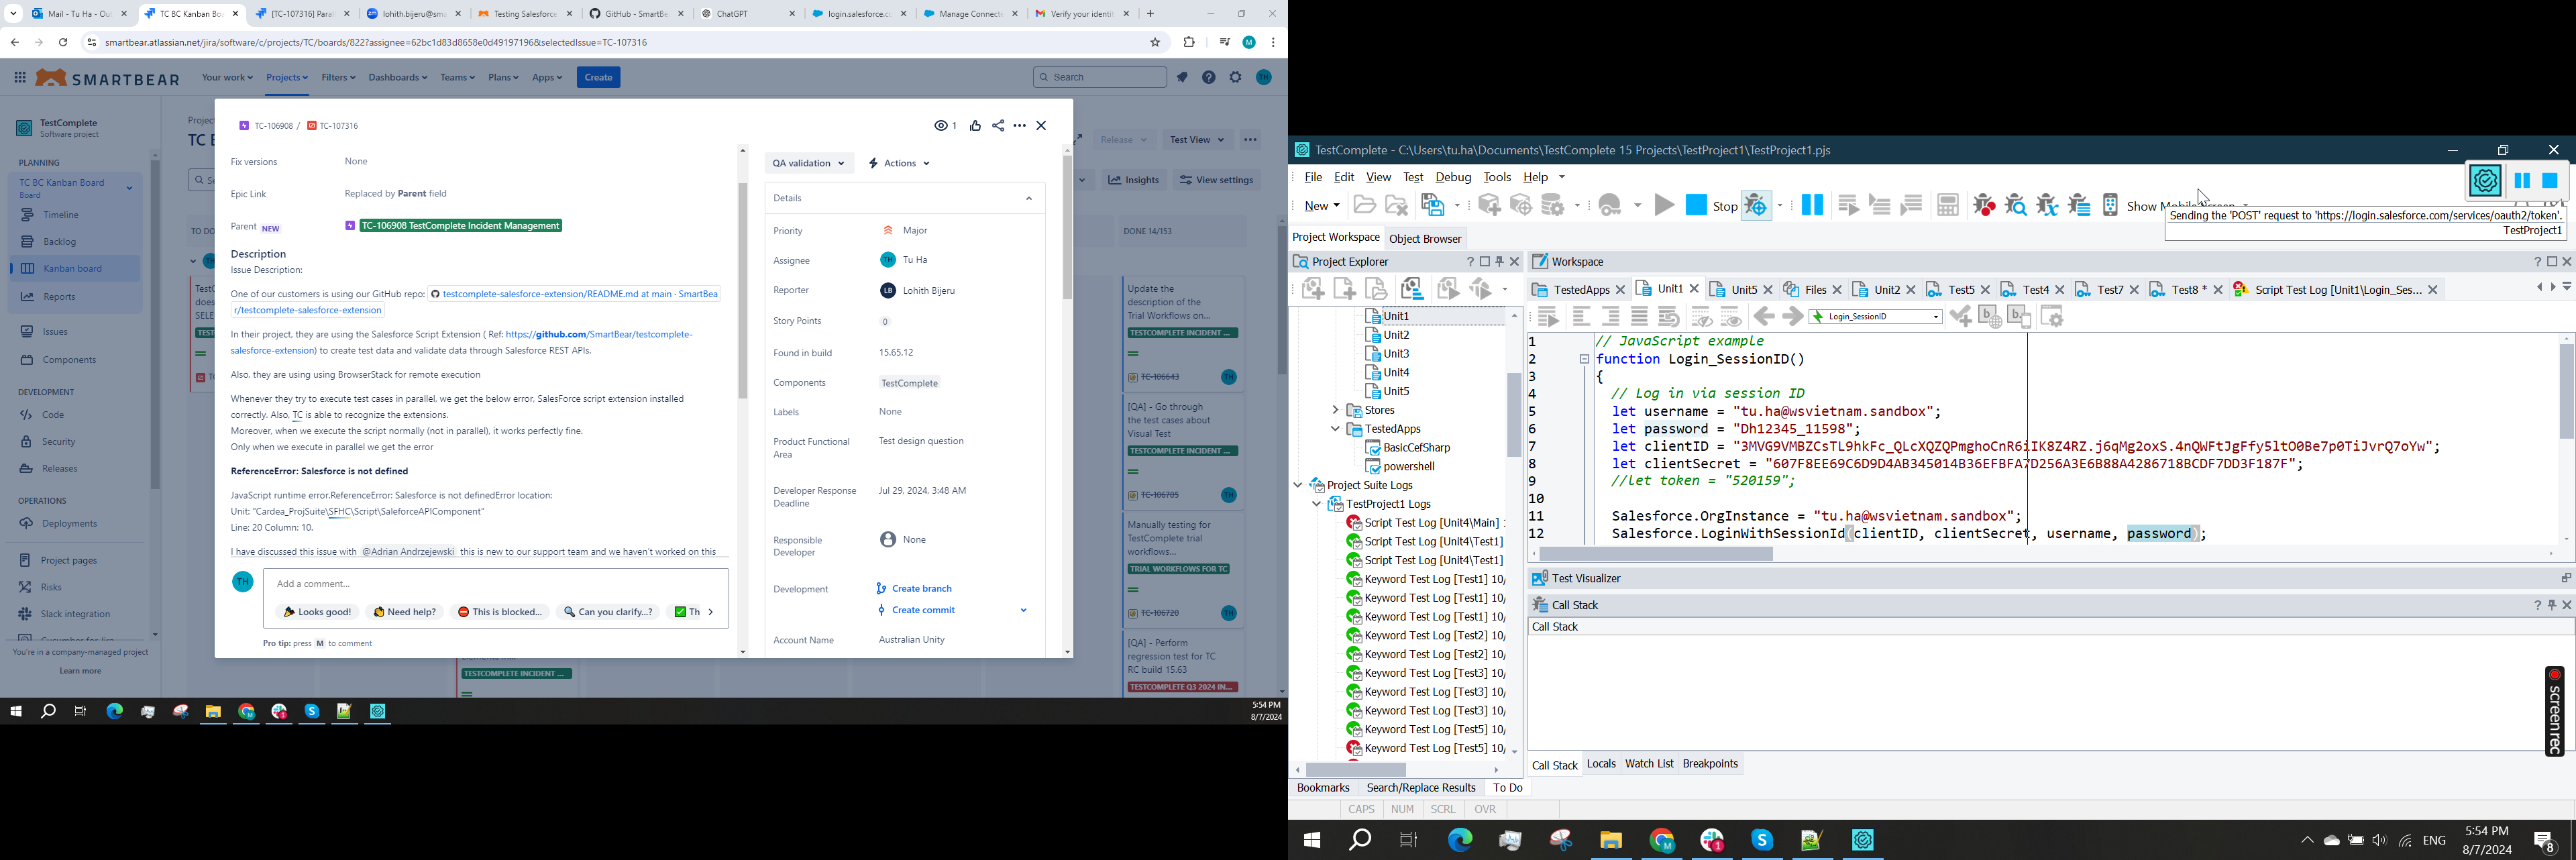 Mail - Tu Ha - Out
TC BC Kanban Boa
[TC-107316] Paral
lohith.bijeru@sma
Testing Salesforce
GitHub - SmartBe
ChatGPT
login.salesforce.co
Manage Connecte
Verify your identit
smartbear.atlassian.net/jira/software/c/projects/TC/boards/822?assignee=62bc1d83d8658e0d49197196&selectedIssue=TC-107316
SMARTBEAR
Your work
Projects
Filters
Dashboards
Teams
Plans
Apps
Create
Search
TestComplete
Software project
PLANNING
TC BC Kanban Board
Board
Timeline
Backlog
Kanban board
Reports
Issues
Components
DEVELOPMENT
Code
Security
Releases
OPERATIONS
Deployments
Project pages
Risks
Slack integration
You're in a company-managed project
Learn more
TC-106908 / TC-107316
1
Fix versions
None
Epic Link
Replaced by Parent field
Parent NEW
TC-106908 TestComplete Incident Management
Description
Issue Description:
One of our customers is using our GitHub repo: testcomplete-salesforce-extension/README.md at main · SmartBea
r/testcomplete-salesforce-extension
In their project, they are using the Salesforce Script Extension ( Ref: https://github.com/SmartBear/testcomplete-
salesforce-extension) to create test data and validate data through Salesforce REST APIs.
Also, they are using using BrowserStack for remote execution
Whenever they try to execute test cases in parallel, we get the below error, SalesForce script extension installed
correctly. Also, TC is able to recognize the extensions.
Moreover, when we execute the script normally (not in parallel), it works perfectly fine.
Only when we execute in parallel we get the error
ReferenceError: Salesforce is not defined
JavaScript runtime error.ReferenceError: Salesforce is not definedError location:
Unit: "Cardea_ProjSuite\SFHC\Script\SaleforceAPIComponent"
Line: 20 Column: 10.
I have discussed this issue with @Adrian Andrzejewski this is new to our support team and we haven't worked on this
TH
Add a comment...
Looks good!
Need help?
This is blocked...
Can you clarify...?
Th
Pro tip: press M to comment
QA validation
Actions
Details
Priority
Major
Assignee
Tu Ha
Reporter
Lohith Bijeru
Story Points
0
Found in build
15.65.12
Components
TestComplete
Labels
None
Product Functional
Area
Test design question
Developer Response
Deadline
Jul 29, 2024, 3:48 AM
Responsible
Developer
None
Development
Create branch
Create commit
Account Name
Australian Unity
Release
Test View
Insights
View settings
DONE 14/153
Update the
description of the
Trial Workflows on...
TESTCOMPLETE INCIDENT ...
TC-106643
[QA] - Go through
the test cases about
Visual Test
TESTCOMPLETE INCIDENT ...
TC-106705
Manually testing for
TestComplete trial
workflows...
TRIAL WORKFLOWS FOR TC
TC-106720
[QA] - Perform
regression test for TC
RC build 15.63
TESTCOMPLETE Q3 2024 IN...
TESTCOMPLETE INCIDENT ...
5:54 PM
8/7/2024
TestComplete - C:\Users\tu.ha\Documents\TestComplete 15 Projects\TestProject1\TestProject1.pjs
File Edit View Test Debug Tools Help
New
Stop
Sending the 'POST' request to 'https://login.salesforce.com/services/oauth2/token'.
TestProject1
Project Workspace
Object Browser
Project Explorer
Workspace
TestedApps
Unit1
Unit5
Files
Unit2
Test5
Test4
Test7
Test8 *
Script Test Log [Unit1\Login_Ses...
Login_SessionID
Unit1
Unit2
Unit3
Unit4
Unit5
Stores
TestedApps
BasicCefSharp
powershell
Project Suite Logs
TestProject1 Logs
Script Test Log [Unit4\Main] 1
Script Test Log [Unit4\Test1]
Script Test Log [Unit4\Test1]
Keyword Test Log [Test1] 10/
Keyword Test Log [Test1] 10/
Keyword Test Log [Test1] 10/
Keyword Test Log [Test2] 10/
Keyword Test Log [Test2] 10/
Keyword Test Log [Test3] 10/
Keyword Test Log [Test3] 10/
Keyword Test Log [Test3] 10/
Keyword Test Log [Test5] 10/
Keyword Test Log [Test5] 10/
1 // JavaScript example
2 function Login_SessionID()
3 {
4 // Log in via session ID
5 let username = "tu.ha@wsvietnam.sandbox";
6 let password = "Dh12345_11598";
7 let clientID = "3MVG9VMBZCsTL9hkFc_QLcXQZQPmghoCnR6iIK8Z4RZ.j6qMg2oxS.4nQWFtJgFfy5ltO0Be7p0TiJvrQ7oYw";
8 let clientSecret = "607F8EE69C6D9D4AB345014B36EFBFA7D256A3E6B88A4286718BCDF7DD3F187F";
9 //let token = "520159";
10
11 Salesforce.OrgInstance = "tu.ha@wsvietnam.sandbox";
12 Salesforce.LoginWithSessionId(clientID, clientSecret, username, password);
Test Visualizer
Call Stack
Call Stack
Call Stack
Locals
Watch List
Breakpoints
Bookmarks
Search/Replace Results
To Do
CAPS
NUM
SCRL
OVR
screenrec
ENG
5:54 PM
8/7/2024
8